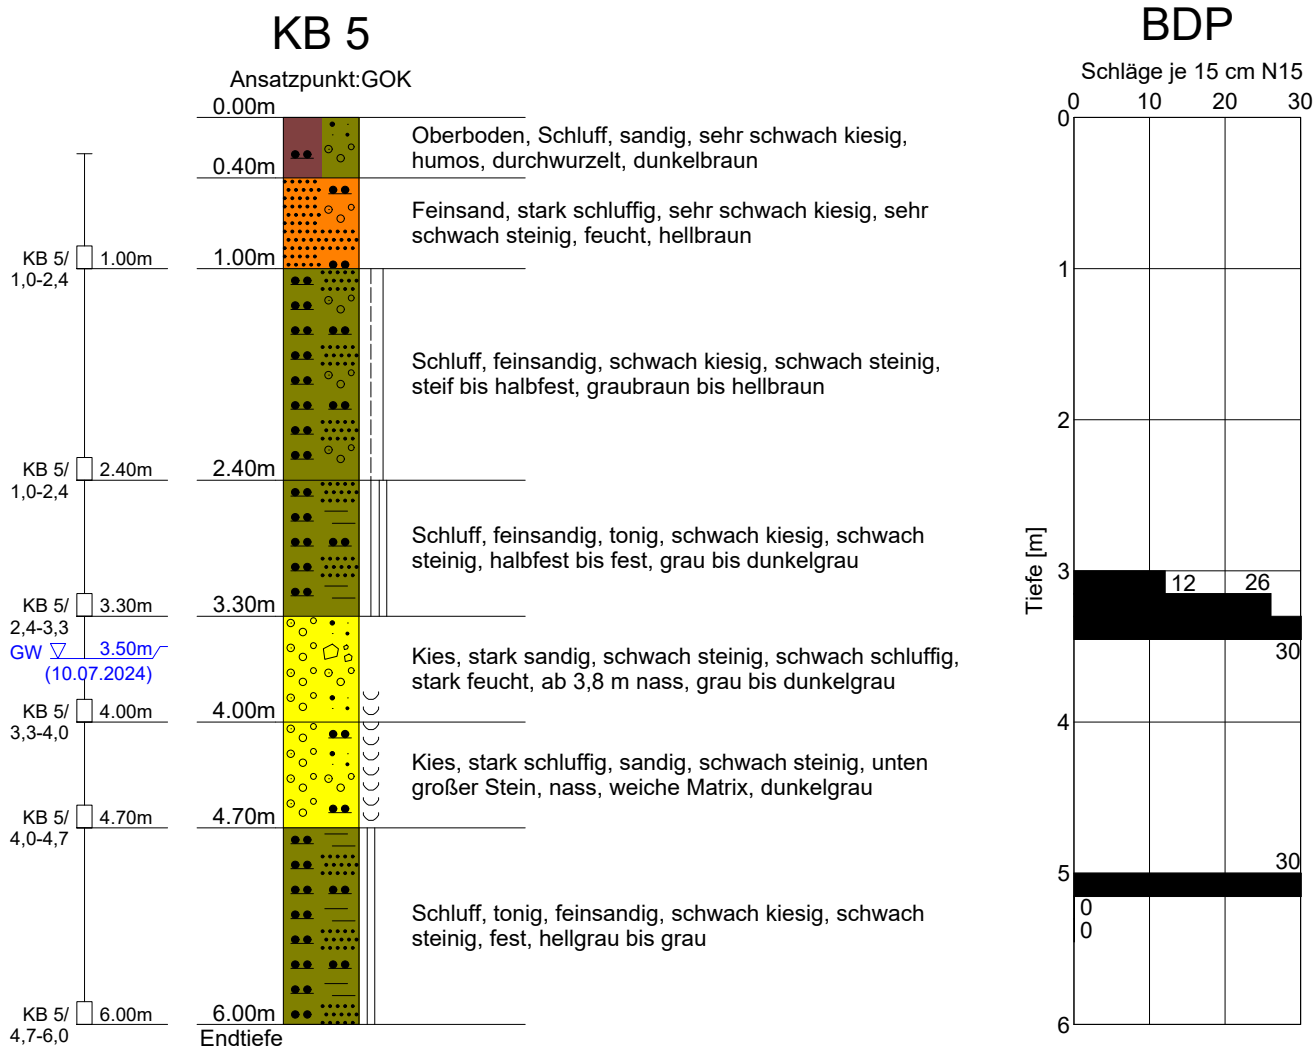 KB 5
Ansatzpunkt:GOK
0.00m
Oberboden, Schluff, sandig, sehr schwach kiesig,
humos, durchwurzelt, dunkelbraun
0.40m
Feinsand, stark schluffig, sehr schwach kiesig, sehr
schwach steinig, feucht, hellbraun
1.00m
KB 5/ 1.00m
1,0-2,4
Schluff, feinsandig, schwach kiesig, schwach steinig,
steif bis halbfest, graubraun bis hellbraun
2.40m
KB 5/ 2.40m
1,0-2,4
Schluff, feinsandig, tonig, schwach kiesig, schwach
steinig, halbfest bis fest, grau bis dunkelgrau
3.30m
KB 5/ 3.30m
2,4-3,3
GW 3.50m
(10.07.2024)
Kies, stark sandig, schwach steinig, schwach schluffig,
stark feucht, ab 3,8 m nass, grau bis dunkelgrau
4.00m
KB 5/ 4.00m
3,3-4,0
Kies, stark schluffig, sandig, schwach steinig, unten
großer Stein, nass, weiche Matrix, dunkelgrau
4.70m
KB 5/ 4.70m
4,0-4,7
Schluff, tonig, feinsandig, schwach kiesig, schwach
steinig, fest, hellgrau bis grau
6.00m
KB 5/ 6.00m
4,7-6,0
Endtiefe
BDP
Schläge je 15 cm N15
0 10 20 30
0
1
2
3
4
5
6
Tiefe [m]
12 26
30
30
0
0